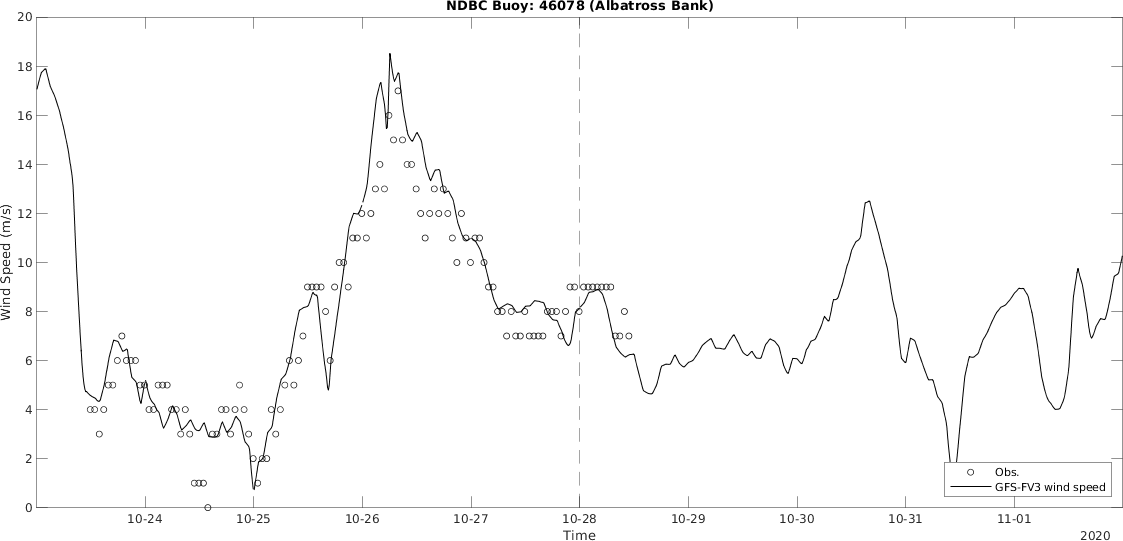 NDBC Buoy: 46078 (Albatross Bank)
20
18
16
14
12
10
8
6
4
2
0
Wind Speed (m/s)
10-24 10-25 10-26 10-27 10-28 10-29 10-30 10-31 11-01
Time
2020
Obs.
GFS-FV3 wind speed